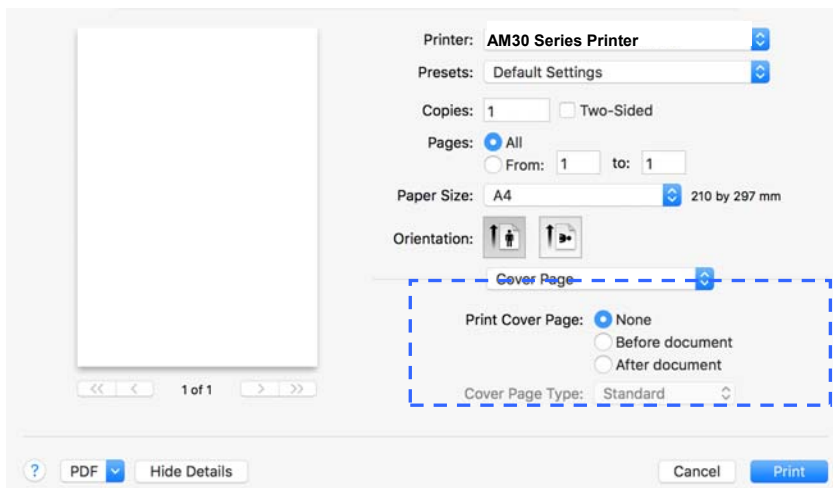 Printer: AM30 Series Printer
Presets: Default Settings
Copies: 1 Two-Sided
Pages: All
From: 1 to: 1
Paper Size: A4 210 by 297 mm
Orientation:
Cover Page
Print Cover Page: None
Before document
After document
Cover Page Type: Standard
<< < 1 of 1 > >>
? PDF Hide Details Cancel Print